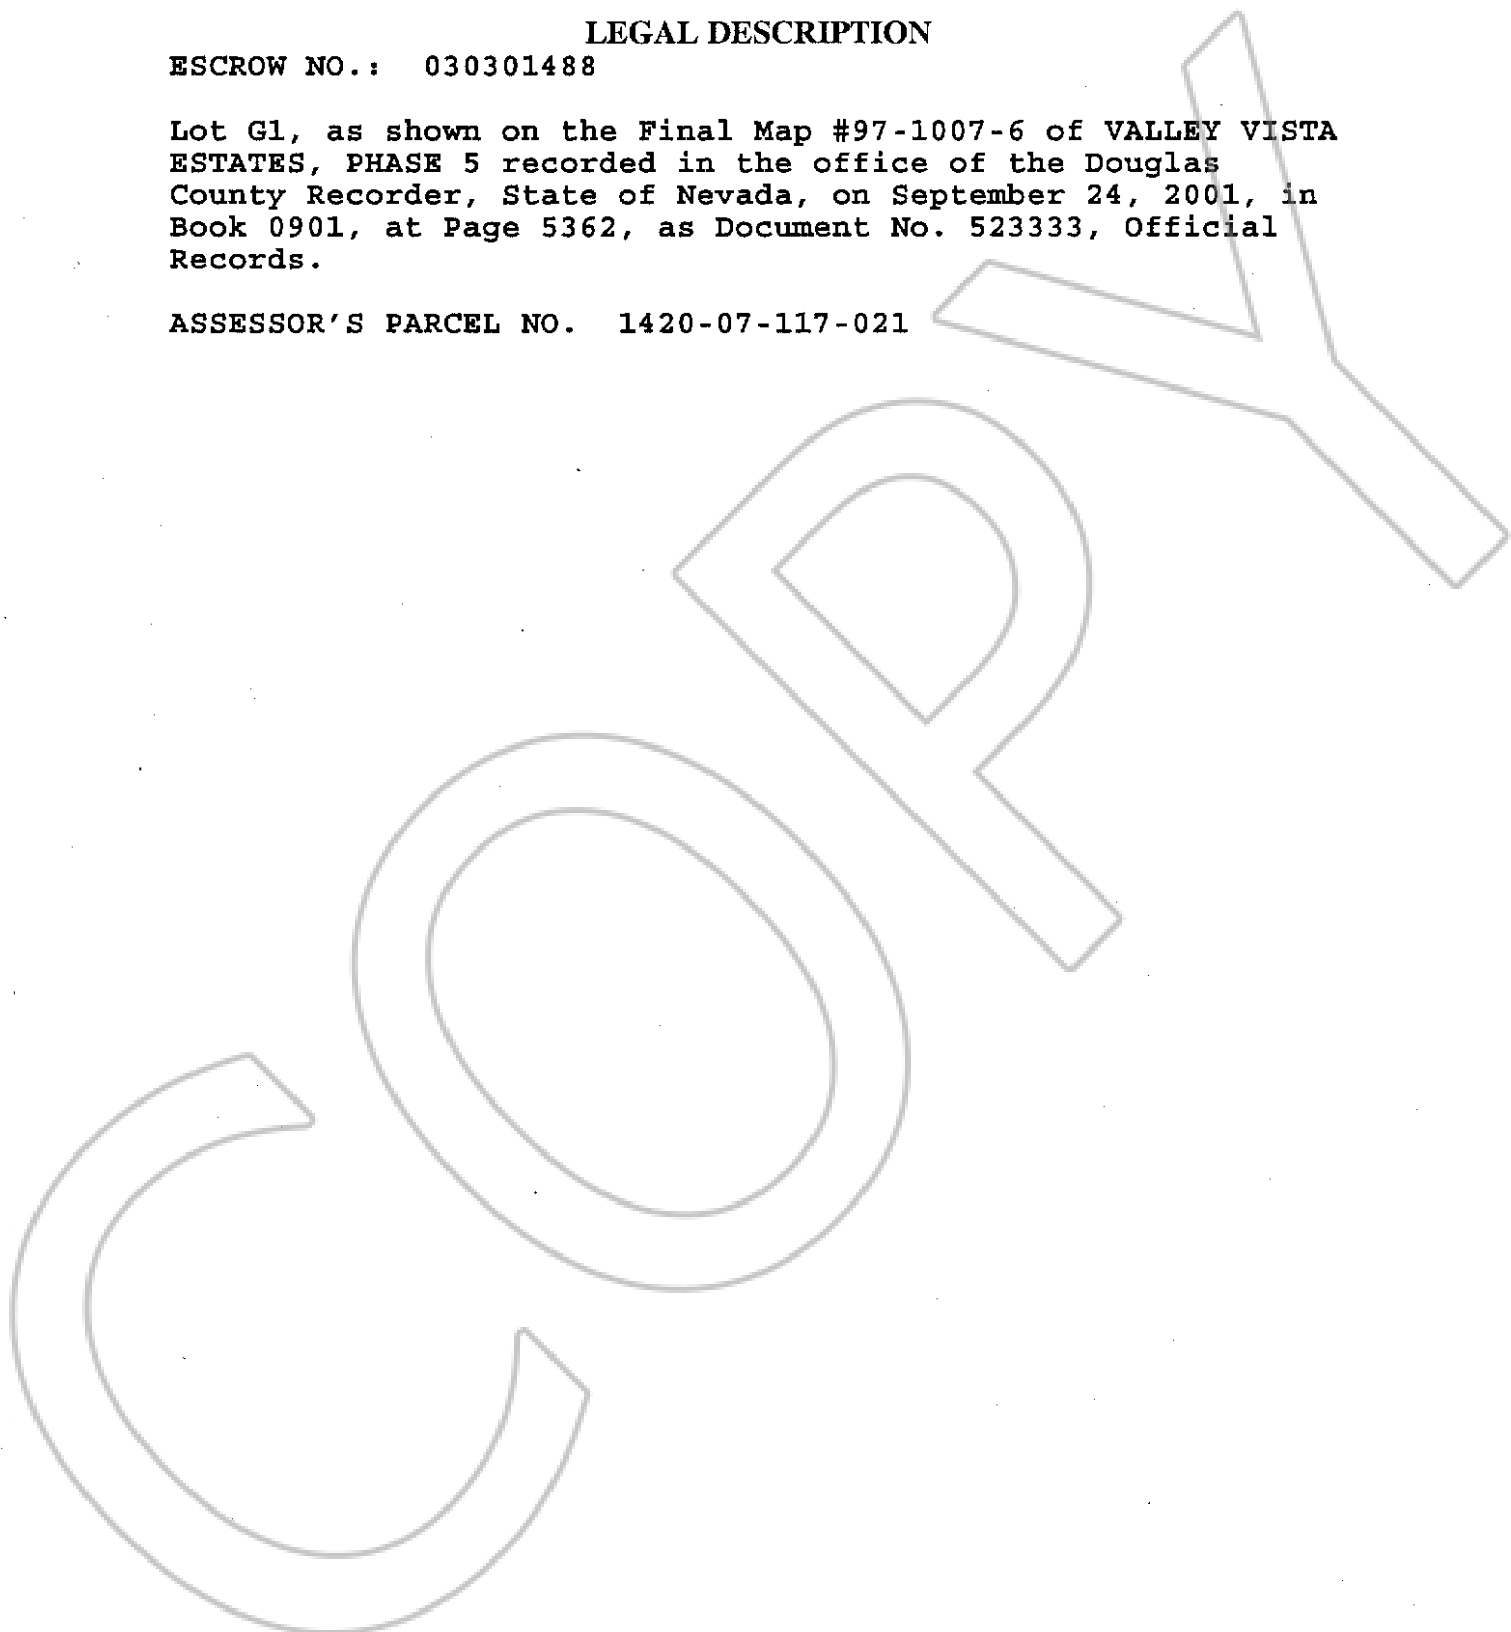 LEGAL DESCRIPTION
ESCROW NO.: 030301488
Lot G1, as shown on the Final Map #97-1007-6 of VALLEY VISTA
ESTATES, PHASE 5 recorded in the office of the Douglas
County Recorder, State of Nevada, on September 24, 2001, in
Book 0901, at Page 5362, as Document No. 523333, Official
Records.
ASSESSOR'S PARCEL NO. 1420-07-117-021
COPY